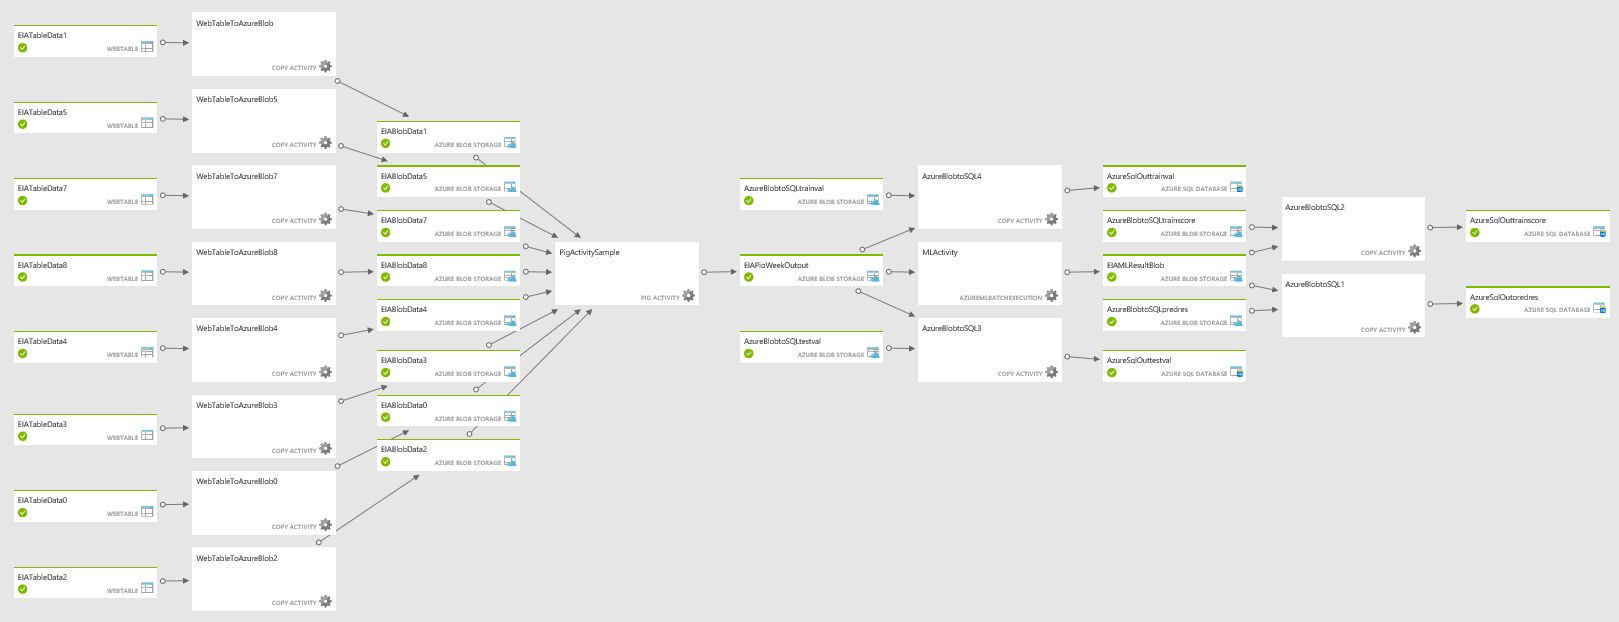 EIATableData1
WEBTABLE
EIATableData5
WEBTABLE
EIATableData7
WEBTABLE
EIATableData8
WEBTABLE
EIATableData4
WEBTABLE
EIATableData3
WEBTABLE
EIATableData0
WEBTABLE
EIATableData2
WEBTABLE
WebTableToAzureBlob
COPY ACTIVITY
WebTableToAzureBlob5
COPY ACTIVITY
WebTableToAzureBlob7
COPY ACTIVITY
WebTableToAzureBlob8
COPY ACTIVITY
WebTableToAzureBlob4
COPY ACTIVITY
WebTableToAzureBlob3
COPY ACTIVITY
WebTableToAzureBlob0
COPY ACTIVITY
WebTableToAzureBlob2
COPY ACTIVITY
EIABlobData1
AZURE BLOB STORAGE
EIABlobData5
AZURE BLOB STORAGE
EIABlobData7
AZURE BLOB STORAGE
EIABlobData8
AZURE BLOB STORAGE
EIABlobData4
AZURE BLOB STORAGE
EIABlobData3
AZURE BLOB STORAGE
EIABlobData0
AZURE BLOB STORAGE
EIABlobData2
AZURE BLOB STORAGE
PigActivitySample
PIG ACTIVITY
AzureBlobtoSQLtrainval
AZURE BLOB STORAGE
EIAPigWeekOutput
AZURE BLOB STORAGE
AzureBlobtoSQLtestval
AZURE BLOB STORAGE
AzureBlobtoSQL4
COPY ACTIVITY
MLActivity
AZUREMLBATCHEXECUTION
AzureBlobtoSQL3
COPY ACTIVITY
AzureSqlOuttrainval
AZURE SQL DATABASE
AzureBlobtoSQLtrainscore
AZURE BLOB STORAGE
EIAMLResultBlob
AZURE BLOB STORAGE
AzureBlobtoSQLpredres
AZURE BLOB STORAGE
AzureSqlOuttestval
AZURE SQL DATABASE
AzureBlobtoSQL2
COPY ACTIVITY
AzureBlobtoSQL1
COPY ACTIVITY
AzureSqlOuttrainscore
AZURE SQL DATABASE
AzureSqlOutpredres
AZURE SQL DATABASE